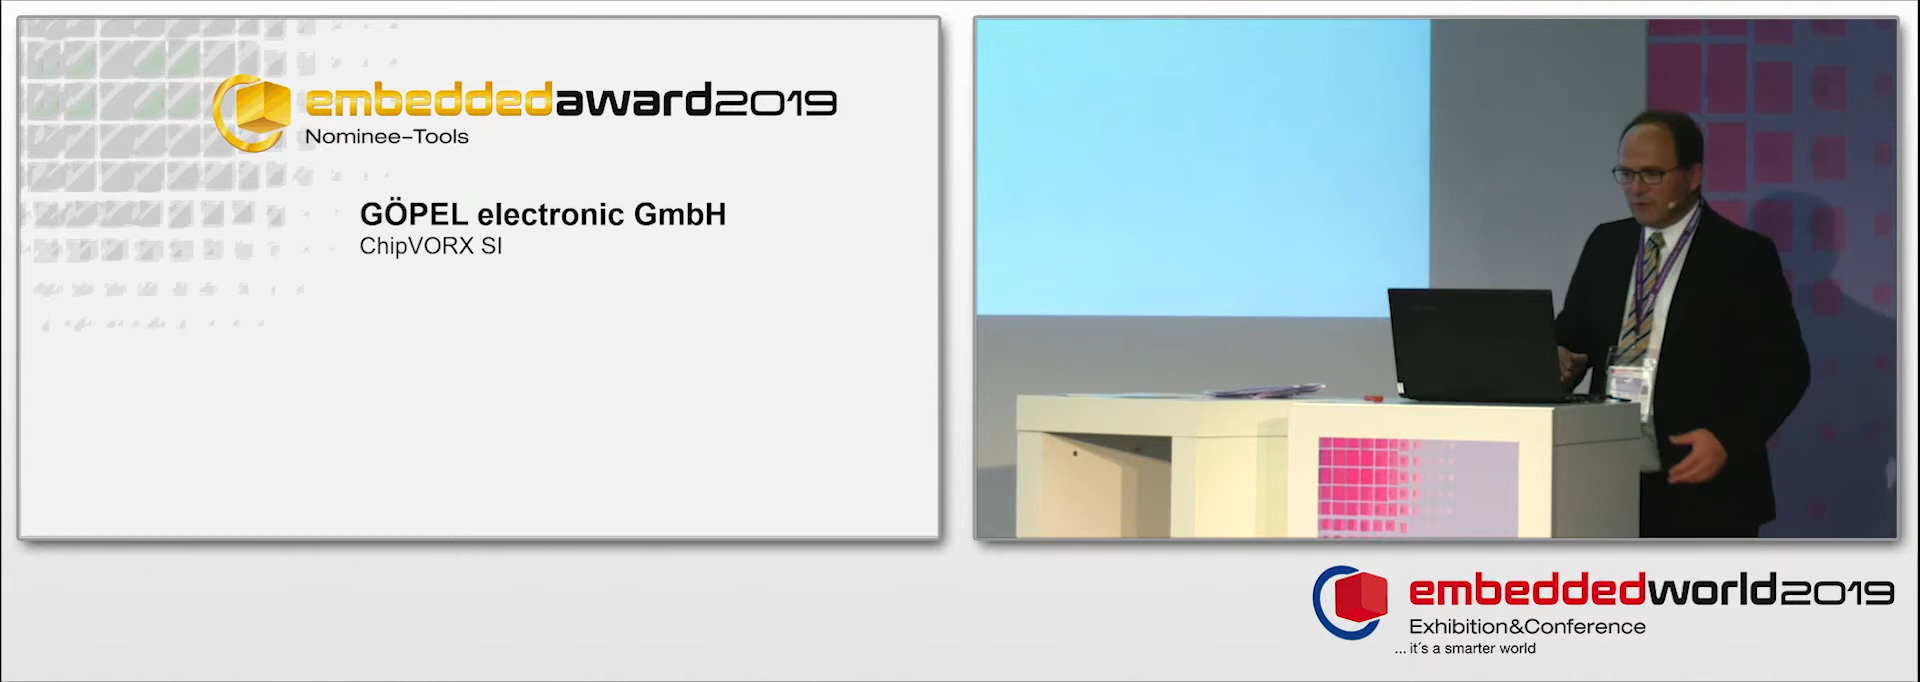 embeddedaward2019
Nominee-Tools
GÖPEL electronic GmbH
ChipVORX SI
embeddedworld2019
Exhibition&Conference
... it´s a smarter world